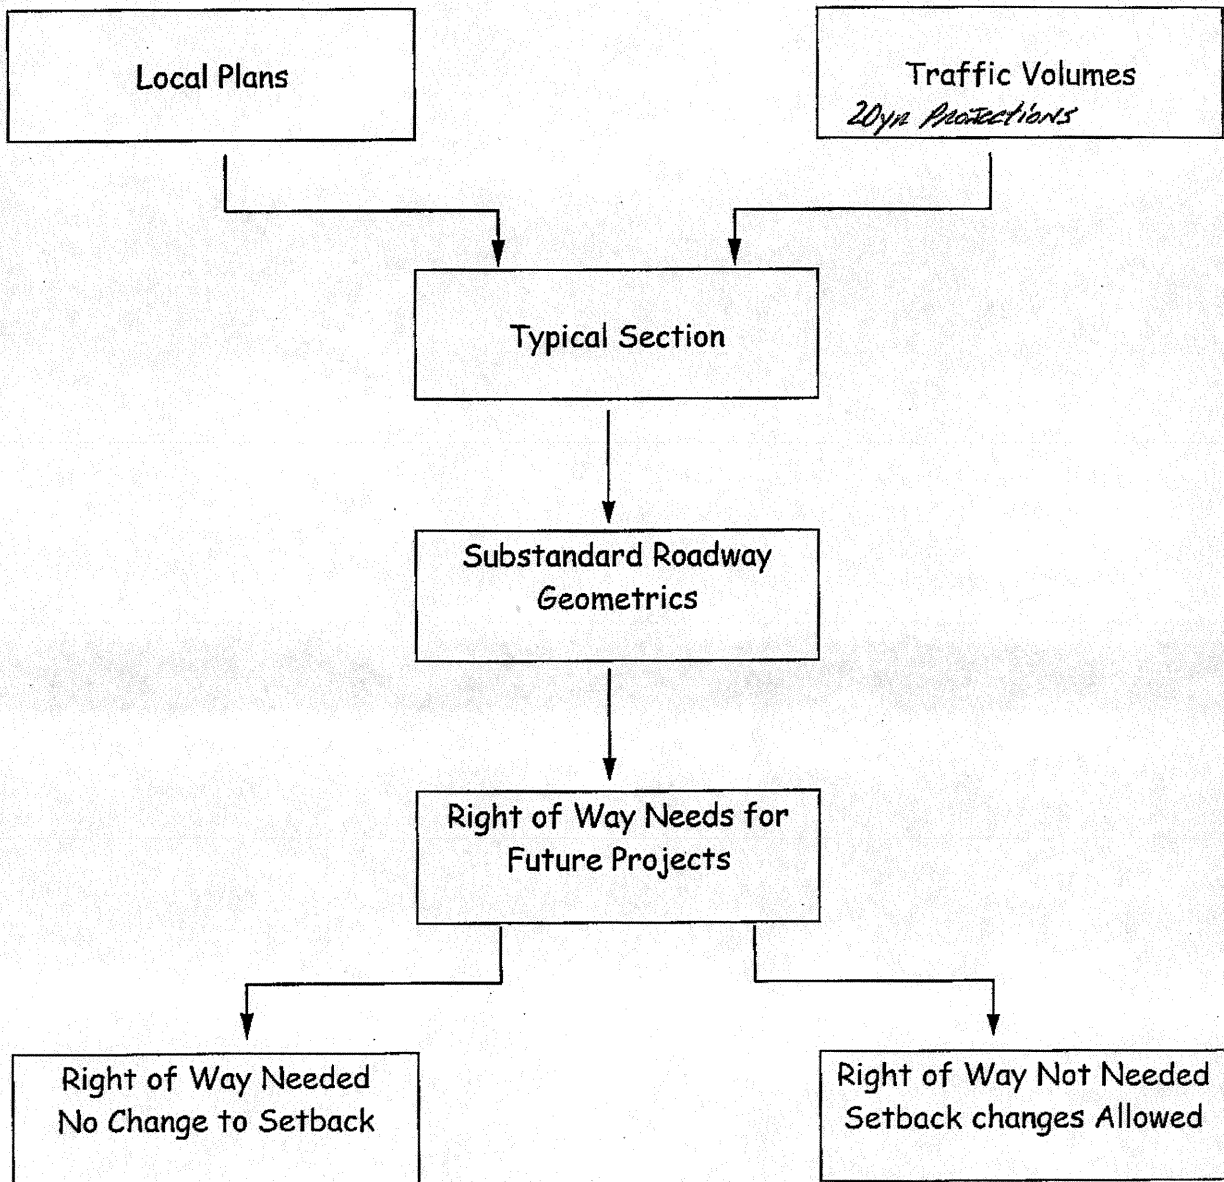 Local Plans
Traffic Volumes
20yr Projections
Typical Section
Substandard Roadway
Geometrics
Right of Way Needs for
Future Projects
Right of Way Needed
No Change to Setback
Right of Way Not Needed
Setback changes Allowed